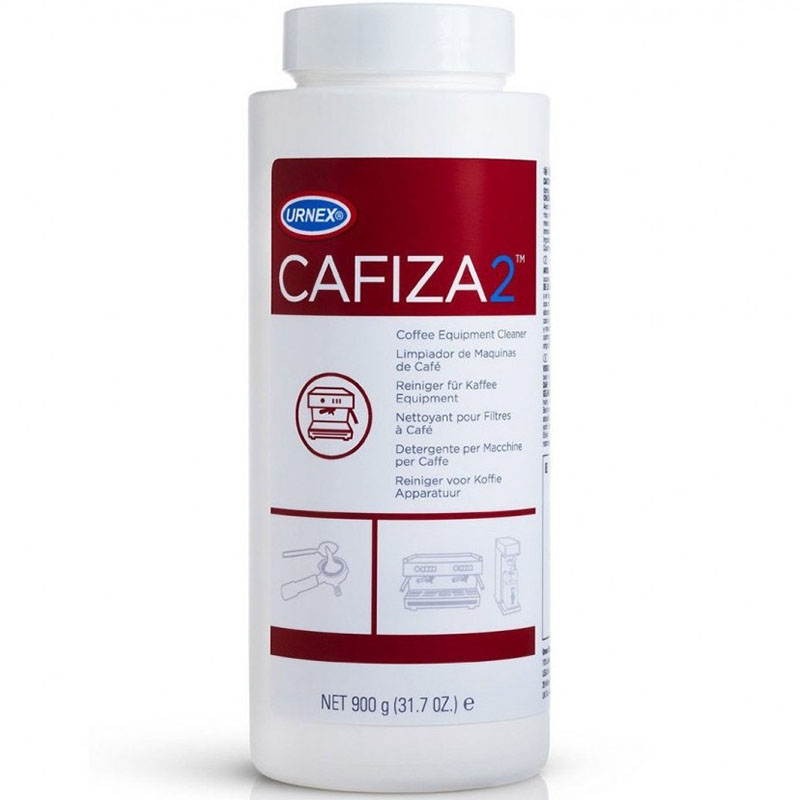 URNEX®
CAFIZA2™
Coffee Equipment Cleaner
Limpiador de Maquinas
de Café
Reiniger für Kaffee
Equipment
Nettoyant pour Filtres
à Café
Detergente per Macchine
per Caffe
Reiniger voor Koffie
Apparatuur
NET 900 g (31.7 OZ.) e